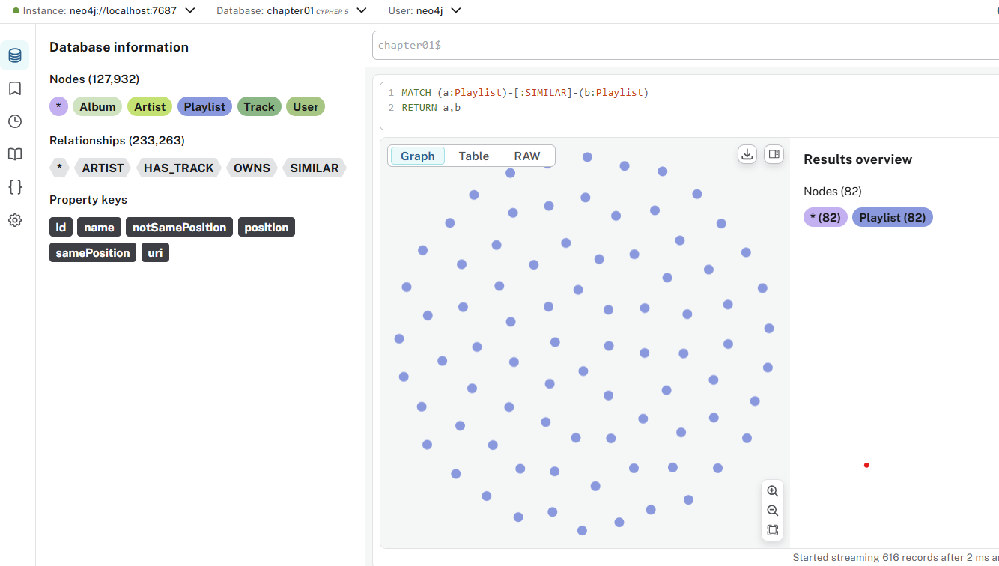 Instance: neo4j://localhost:7687 Database: chapter01 CYPHER 5 User: neo4j
Database information
Nodes (127,932)
* Album Artist Playlist Track User
Relationships (233,263)
* ARTIST HAS_TRACK OWNS SIMILAR
Property keys
id name notSamePosition position
samePosition uri
chapter01$
1 MATCH (a:Playlist)-[:SIMILAR]-(b:Playlist)
2 RETURN a,b
Graph Table RAW
Results overview
Nodes (82)
* (82) Playlist (82)
Started streaming 616 records after 2 ms